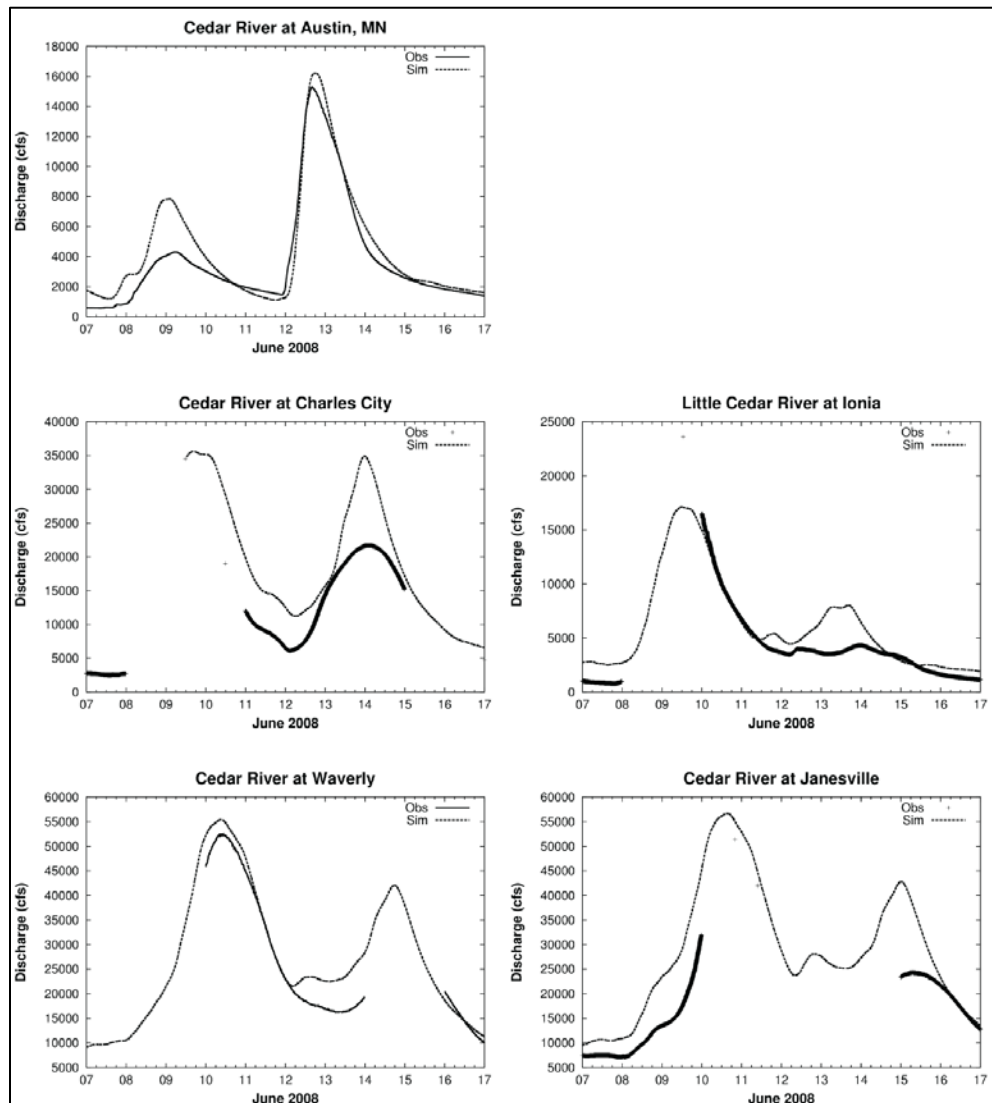 Cedar River at Austin, MN
Discharge (cfs)
18000
16000
14000
12000
10000
8000
6000
4000
2000
0
Obs
Sim
07 08 09 10 11 12 13 14 15 16 17
June 2008
Cedar River at Charles City
Discharge (cfs)
40000
35000
30000
25000
20000
15000
10000
5000
0
Obs
Sim
07 08 09 10 11 12 13 14 15 16 17
June 2008
Little Cedar River at Ionia
Discharge (cfs)
25000
20000
15000
10000
5000
0
Obs
Sim
07 08 09 10 11 12 13 14 15 16 17
June 2008
Cedar River at Waverly
Discharge (cfs)
60000
55000
50000
45000
40000
35000
30000
25000
20000
15000
10000
5000
Obs
Sim
07 08 09 10 11 12 13 14 15 16 17
June 2008
Cedar River at Janesville
Discharge (cfs)
60000
55000
50000
45000
40000
35000
30000
25000
20000
15000
10000
5000
Obs
Sim
07 08 09 10 11 12 13 14 15 16 17
June 2008